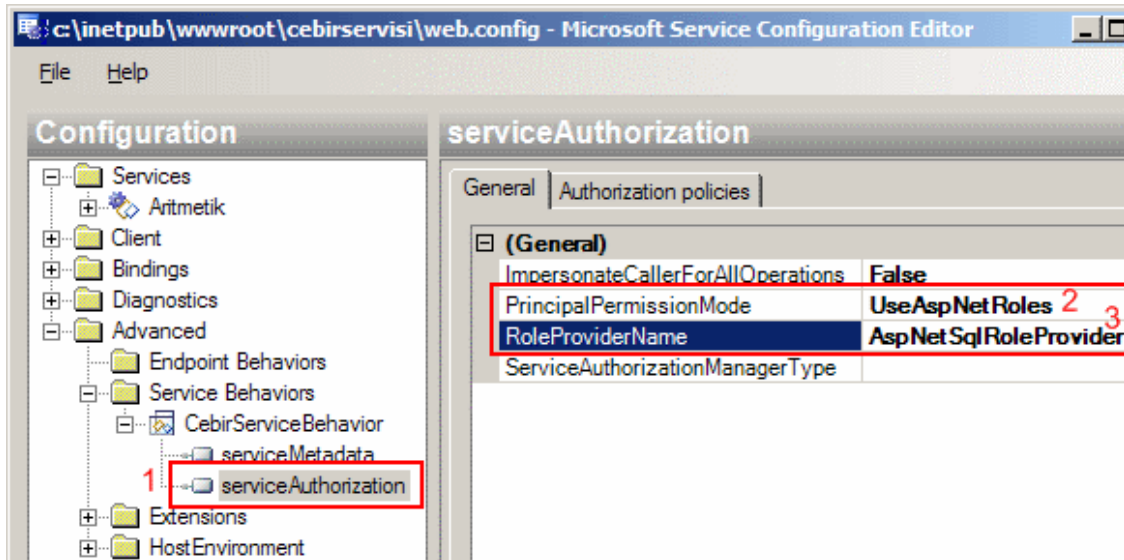 c:\inetpub\wwwroot\cebirservisi\web.config - Microsoft Service Configuration Editor
File Help
Configuration
Services
Aritmetik
Client
Bindings
Diagnostics
Advanced
Endpoint Behaviors
Service Behaviors
CebirServiceBehavior
serviceMetadata
1 serviceAuthorization
Extensions
HostEnvironment
serviceAuthorization
General Authorization policies
(General)
ImpersonateCallerForAllOperations False
PrincipalPermissionMode UseAspNetRoles 2
RoleProviderName AspNetSqlRoleProvider 3
ServiceAuthorizationManagerType